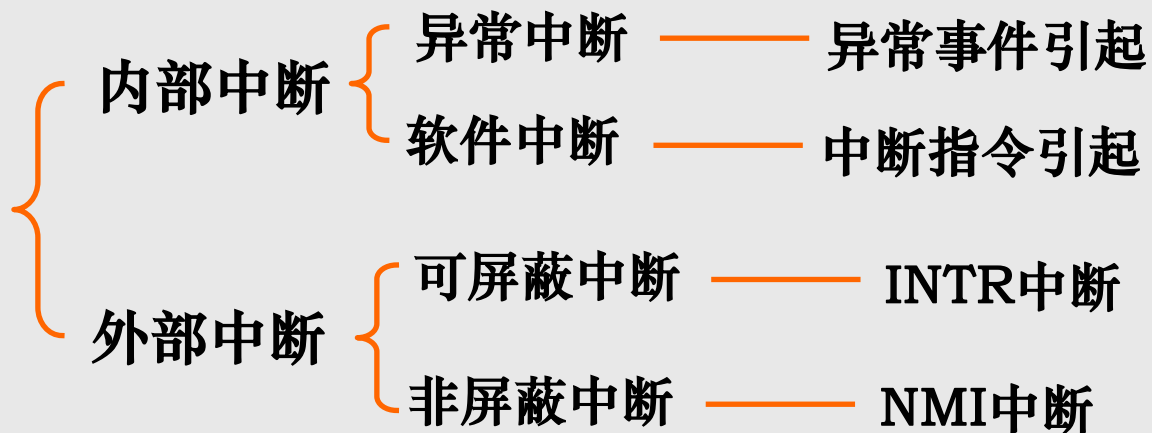 内部中断
异常中断
异常事件引起
软件中断
中断指令引起
外部中断
可屏蔽中断
INTR中断
非屏蔽中断
NMI中断